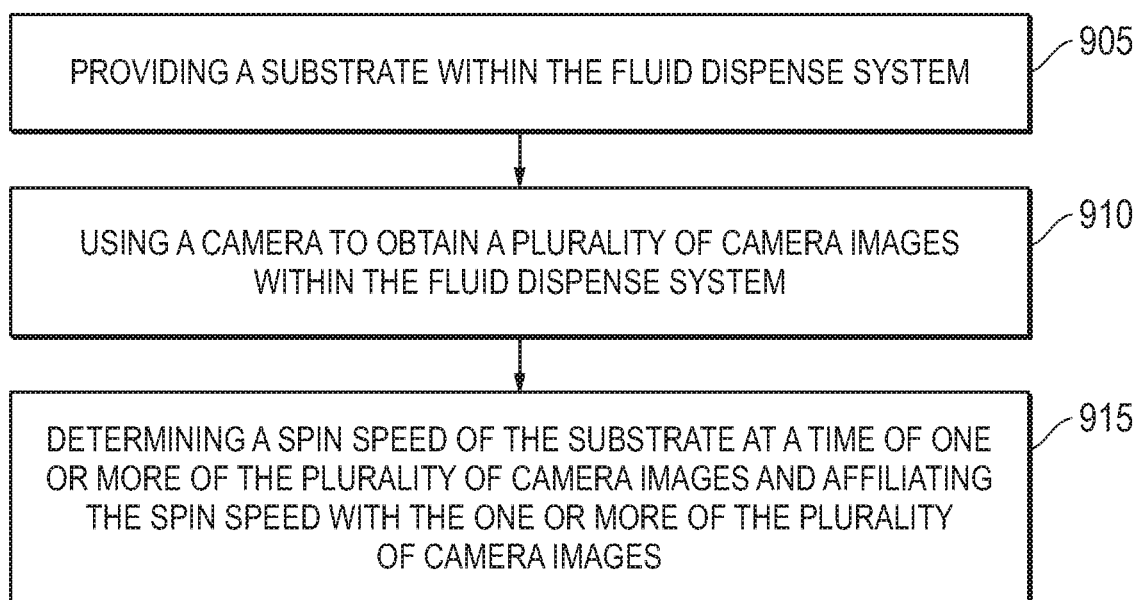 PROVIDING A SUBSTRATE WITHIN THE FLUID DISPENSE SYSTEM
905
USING A CAMERA TO OBTAIN A PLURALITY OF CAMERA IMAGES
WITHIN THE FLUID DISPENSE SYSTEM
910
DETERMINING A SPIN SPEED OF THE SUBSTRATE AT A TIME OF ONE
OR MORE OF THE PLURALITY OF CAMERA IMAGES AND AFFILIATING
THE SPIN SPEED WITH THE ONE OR MORE OF THE PLURALITY
OF CAMERA IMAGES
915